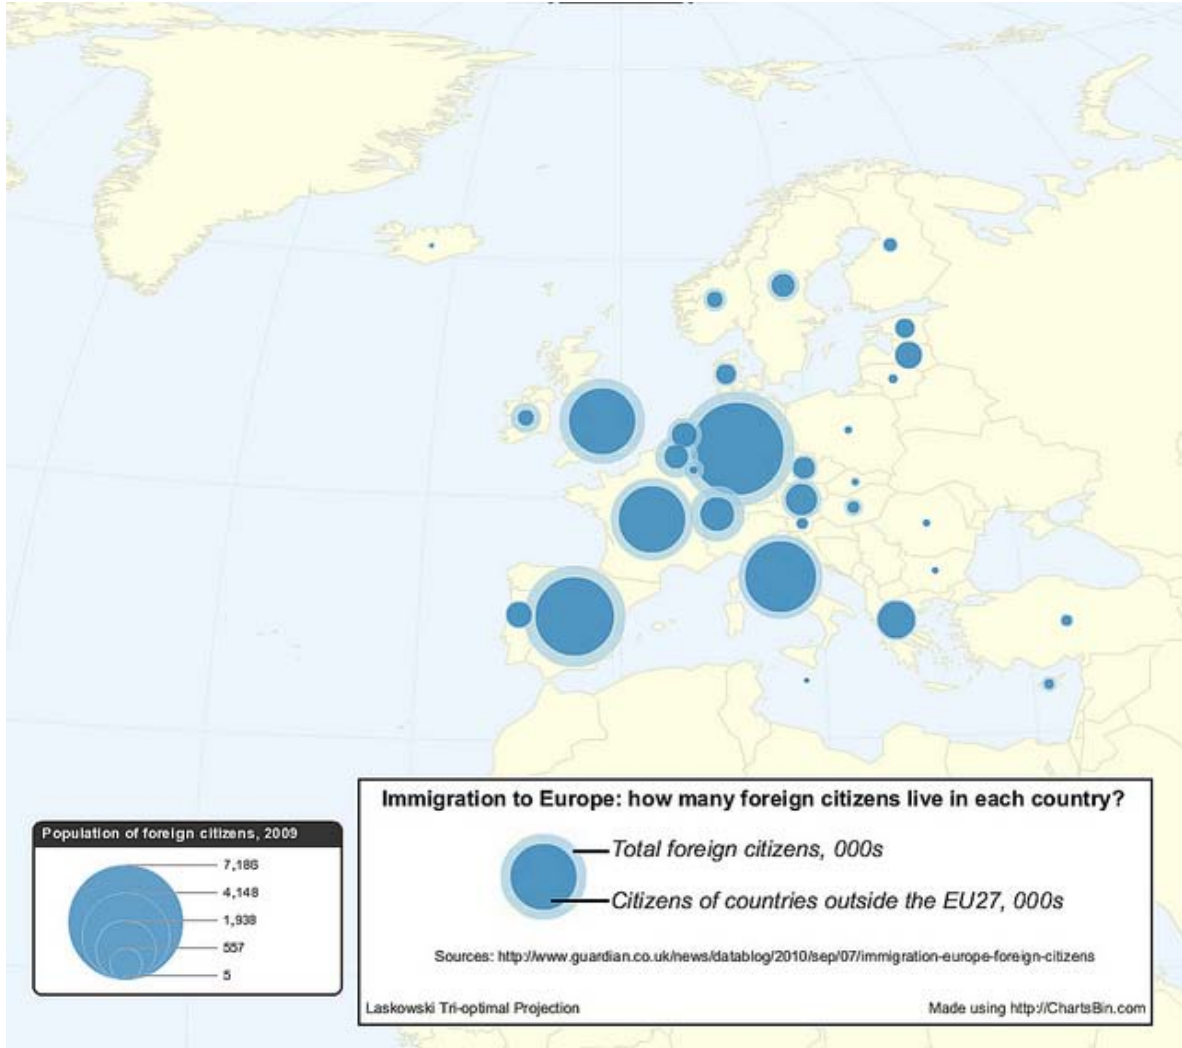 Population of foreign citizens, 2009
7,186
4,148
1,938
557
5
Immigration to Europe: how many foreign citizens live in each country?
Total foreign citizens, 000s
Citizens of countries outside the EU27, 000s
Sources: http://www.guardian.co.uk/news/datablog/2010/sep/07/immigration-europe-foreign-citizens
Laskowski Tri-optimal Projection
Made using http://ChartsBin.com